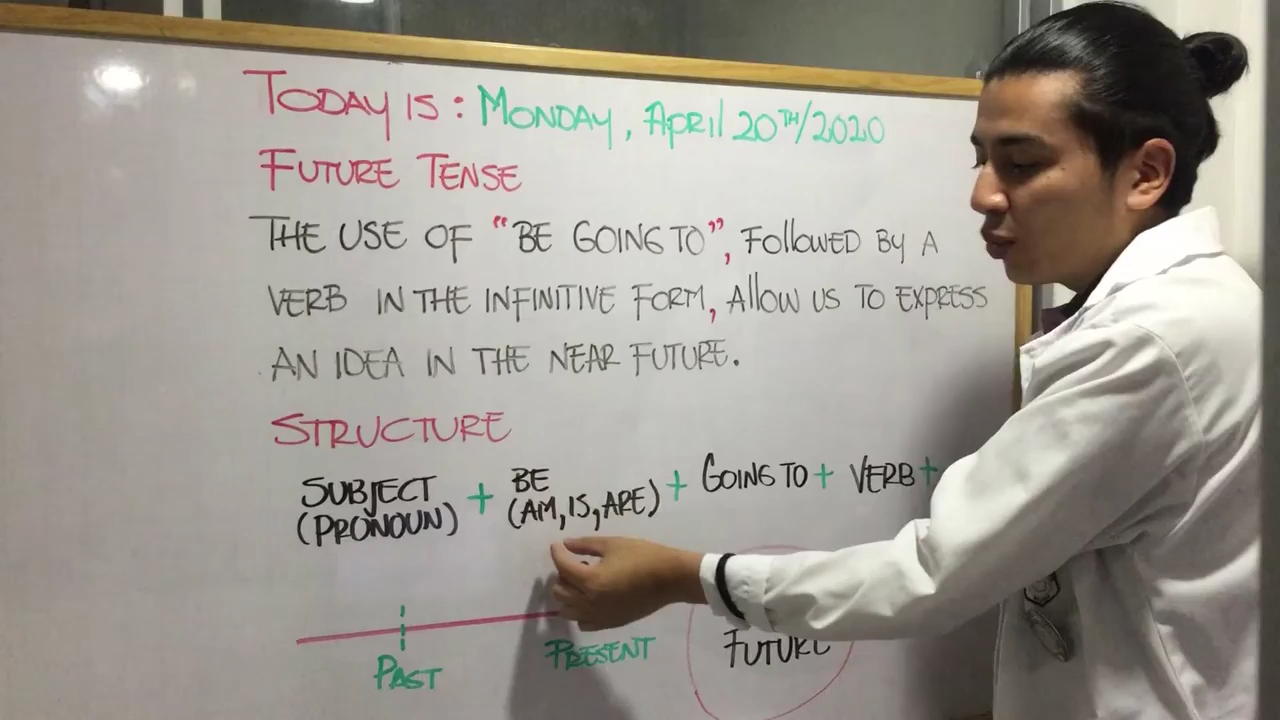 TODAY IS: MONDAY, April 20TH/2020
FUTURE TENSE
THE USE OF "BE GOING TO", Followed BY A
VERB IN THE INFINITIVE FORM, Allow US TO EXPRESS
AN IDEA IN THE NEAR FUTURE.
STRUCTURE
SUBJECT + BE + GOING TO + VERB +
(PRONOUN) (AM, IS, ARE)
PAST PRESENT FUTURE